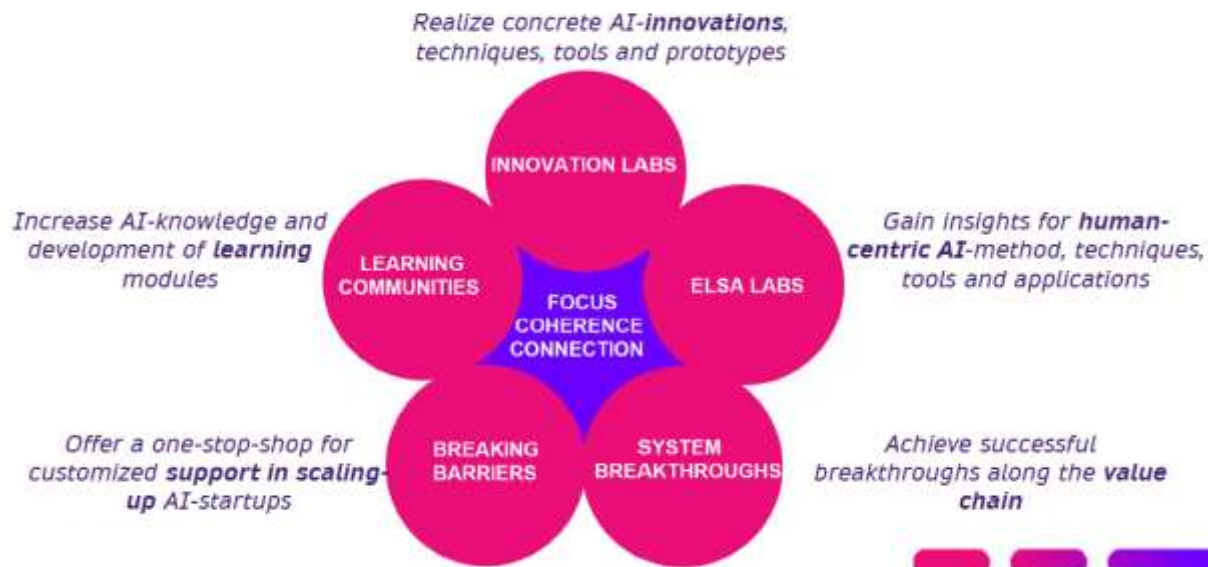 Realize concrete AI-innovations,
techniques, tools and prototypes
INNOVATION LABS
Increase AI-knowledge and
development of learning
modules
LEARNING
COMMUNITIES
FOCUS
COHERENCE
CONNECTION
ELSA LABS
Gain insights for human-
centric AI-method, techniques,
tools and applications
Offer a one-stop-shop for
customized support in scaling-
up AI-startups
BREAKING
BARRIERS
SYSTEM
BREAKTHROUGHS
Achieve successful
breakthroughs along the value
chain